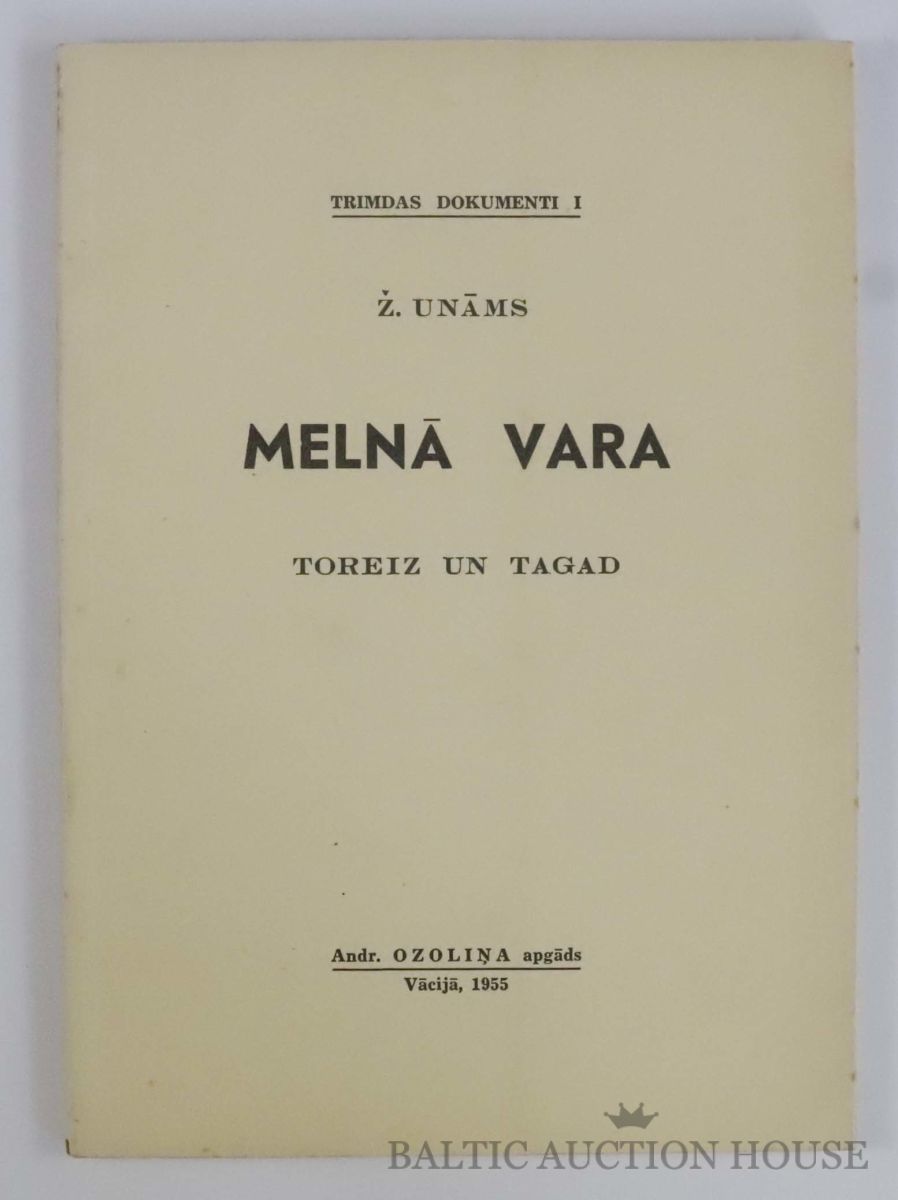 TRIMDAS DOKUMENTI I
Ž. UNĀMS
MELNĀ VARA
TOREIZ UN TAGAD
Andr. OZOLIŅA apgāds
Vācijā, 1955
BALTIC AUCTION HOUSE